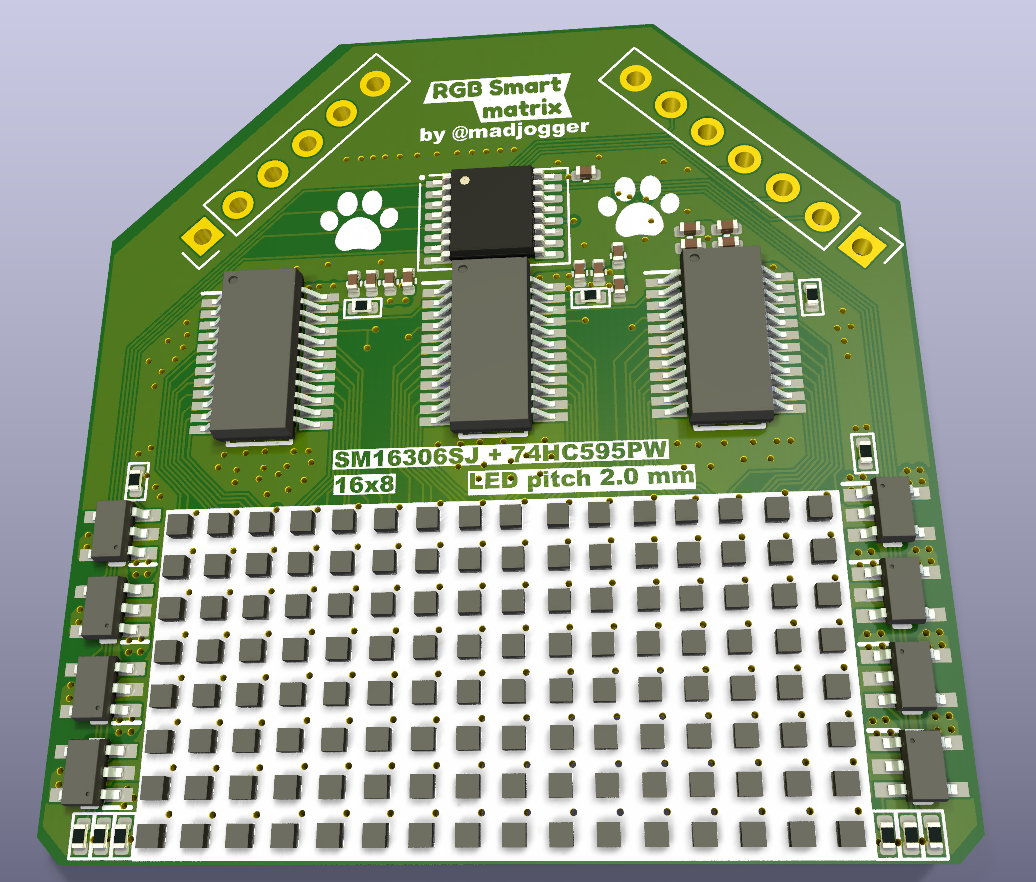 RGB Smart
matrix
by @madjogger
SM16306SJ + 74HC595PW
16x8 LED pitch 2.0 mm